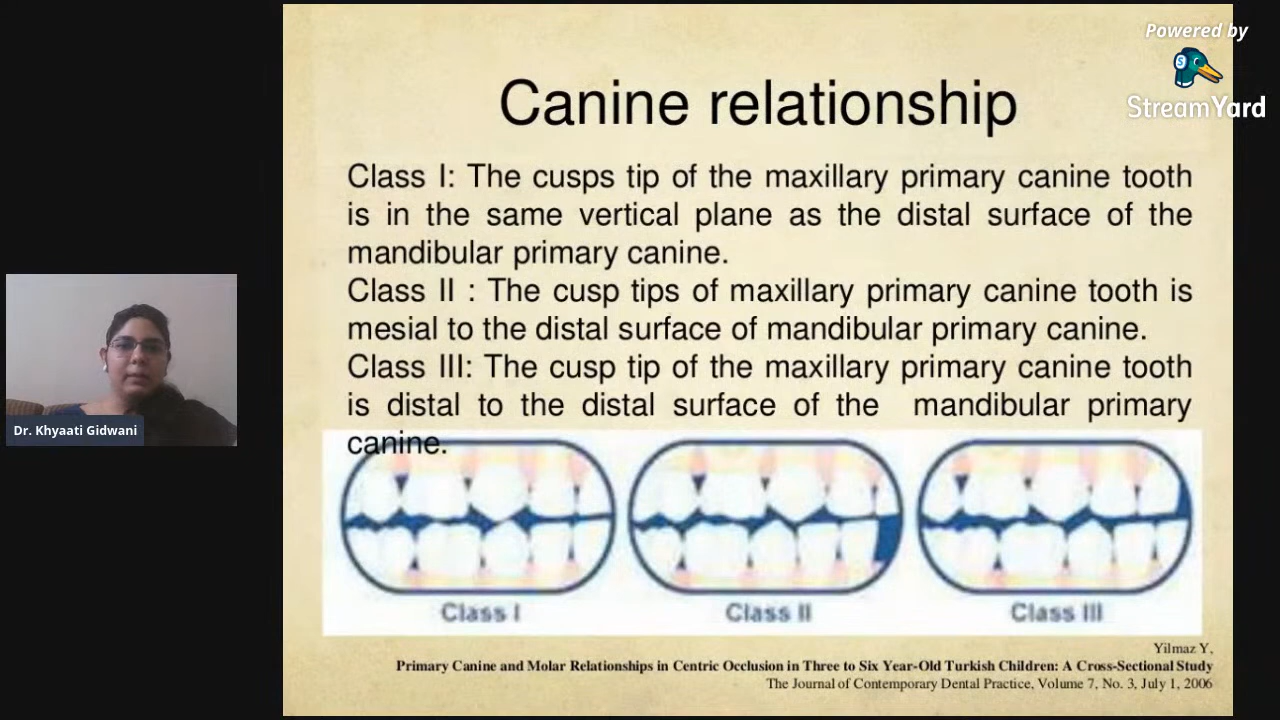 Powered by
StreamYard
Canine relationship
Class I: The cusps tip of the maxillary primary canine tooth
is in the same vertical plane as the distal surface of the
mandibular primary canine.
Class II : The cusp tips of maxillary primary canine tooth is
mesial to the distal surface of mandibular primary canine.
Class III: The cusp tip of the maxillary primary canine tooth
is distal to the distal surface of the mandibular primary
canine.
Class I
Class II
Class III
Yilmaz Y,
Primary Canine and Molar Relationships in Centric Occlusion in Three to Six Year-Old Turkish Children: A Cross-Sectional Study
The Journal of Contemporary Dental Practice, Volume 7, No. 3, July 1, 2006
Dr. Khyaati Gidwani